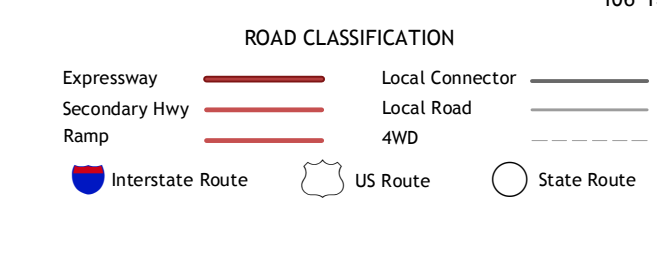 ROAD CLASSIFICATION
Expressway
Local Connector
Secondary Hwy
Local Road
Ramp
4WD
Interstate Route
US Route
State Route